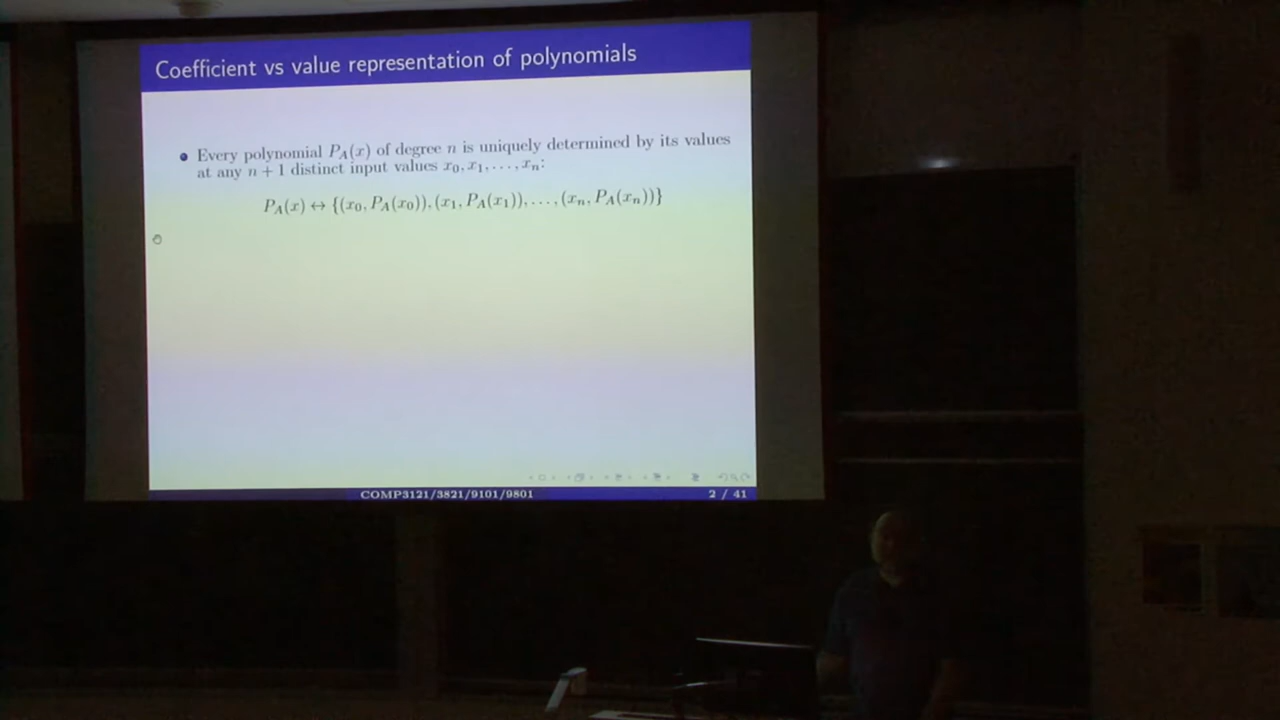 Coefficient vs value representation of polynomials
• Every polynomial P_A(x) of degree n is uniquely determined by its values
at any n + 1 distinct input values x_0, x_1, . . . , x_n:
P_A(x) ↔ {(x_0, P_A(x_0)), (x_1, P_A(x_1)), . . . , (x_n, P_A(x_n))}
COMP3121/3821/9101/9801
2 / 41